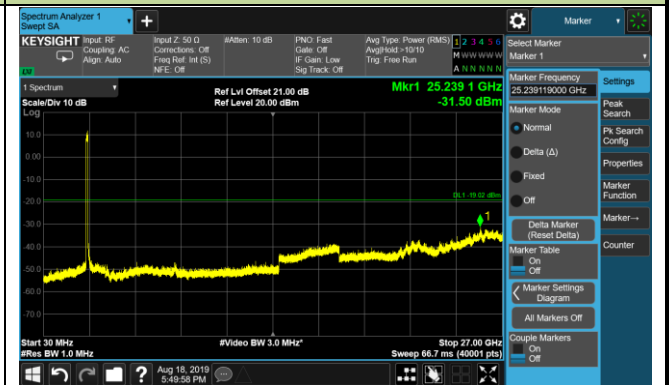 Spectrum Analyzer 1
Swept SA
+
Marker
KEYSIGHT
Input: RF
Coupling: AC
Align: Auto
Input Z: 50 Ω
Corrections: Off
Freq Ref: Int (S)
NFE: Off
#Atten: 10 dB
PNO: Fast
Gate: Off
IF Gain: Low
Sig Track: Off
Avg Type: Power (RMS)
Avg|Hold:>10/10
Trig: Free Run
1 2 3 4 5 6
M W W W W W
A N N N N N
Select Marker
Marker 1
LNI
1 Spectrum
Scale/Div 10 dB
Log
Ref Lvl Offset 21.00 dB
Ref Level 20.00 dBm
Mkr1 25.239 1 GHz
-31.50 dBm
10.0
0.00
-10.0
-20.0
-30.0
-40.0
-50.0
-60.0
-70.0
DL1 -19.02 dBm
1
Start 30 MHz
#Res BW 1.0 MHz
#Video BW 3.0 MHz*
Stop 27.00 GHz
Sweep 66.7 ms (40001 pts)
Marker Frequency
25.239119000 GHz
Marker Mode
Normal
Delta (Δ)
Fixed
Off
Delta Marker
(Reset Delta)
Marker Table
On
Off
Marker Settings
Diagram
All Markers Off
Couple Markers
On
Off
Settings
Peak
Search
Pk Search
Config
Properties
Marker
Function
Marker→
Counter
?
Aug 18, 2019
5:49:58 PM